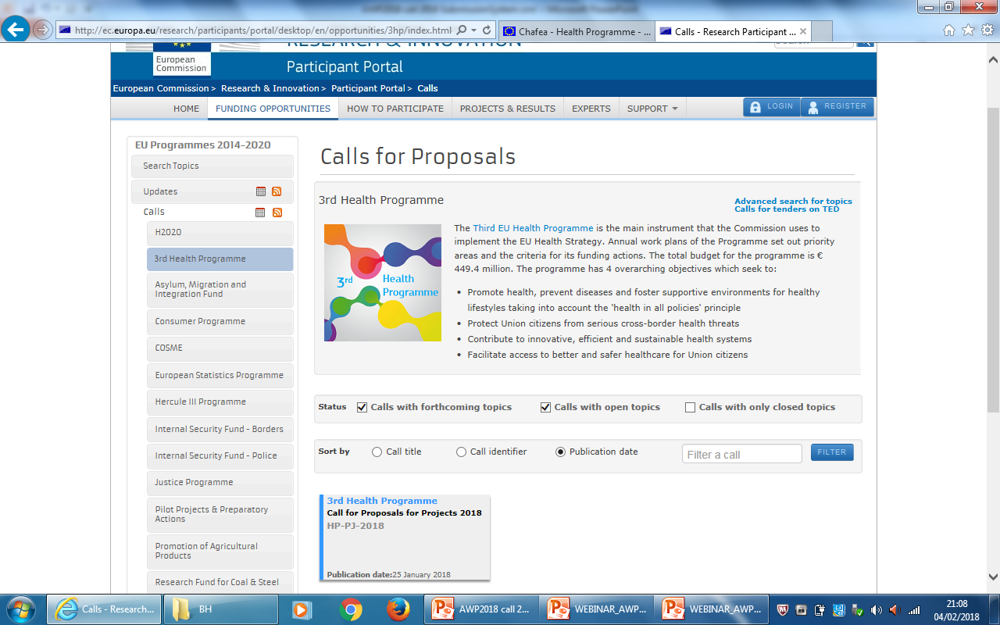 http://ec.europa.eu/research/participants/portal/desktop/en/opportunities/3hp/index.html
Chafea - Health Programme - ...
Calls - Research Participant ...
European
Commission
Participant Portal
European Commission > Research & Innovation > Participant Portal > Calls
HOME
FUNDING OPPORTUNITIES
HOW TO PARTICIPATE
PROJECTS & RESULTS
EXPERTS
SUPPORT
LOGIN
REGISTER
EU Programmes 2014-2020
Search Topics
Updates
Calls
H2020
3rd Health Programme
Asylum, Migration and
Integration Fund
Consumer Programme
COSME
European Statistics Programme
Hercule III Programme
Internal Security Fund - Borders
Internal Security Fund - Police
Justice Programme
Pilot Projects & Preparatory
Actions
Promotion of Agricultural
Products
Research Fund for Coal & Steel
Calls for Proposals
3rd Health Programme
Advanced search for topics
Calls for tenders on TED
3rd Health
Programme
The Third EU Health Programme is the main instrument that the Commission uses to
implement the EU Health Strategy. Annual work plans of the Programme set out priority
areas and the criteria for its funding actions. The total budget for the programme is €
449.4 million. The programme has 4 overarching objectives which seek to:
• Promote health, prevent diseases and foster supportive environments for healthy
lifestyles taking into account the 'health in all policies' principle
• Protect Union citizens from serious cross-border health threats
• Contribute to innovative, efficient and sustainable health systems
• Facilitate access to better and safer healthcare for Union citizens
Status
Calls with forthcoming topics
Calls with open topics
Calls with only closed topics
Sort by
Call title
Call identifier
Publication date
Filter a call
FILTER
3rd Health Programme
Call for Proposals for Projects 2018
HP-PJ-2018
Publication date:25 January 2018
Calls - Research...
BH
AWP2018 call 2...
WEBINAR_AWP...
WEBINAR_AWP...
21:08
04/02/2018